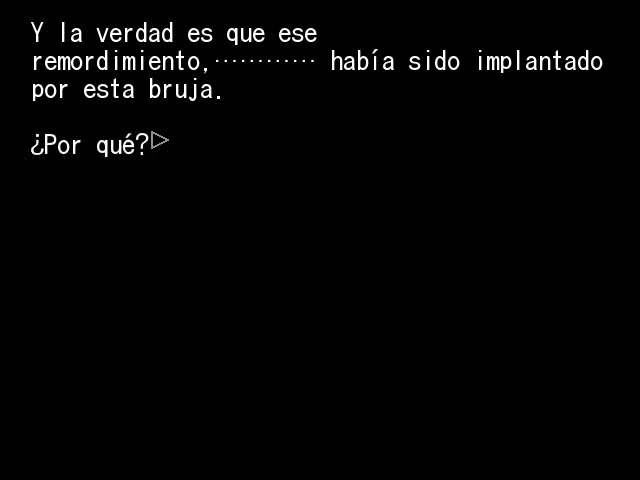 Y la verdad es que ese
remordimiento,………… había sido implantado
por esta bruja.
¿Por qué?